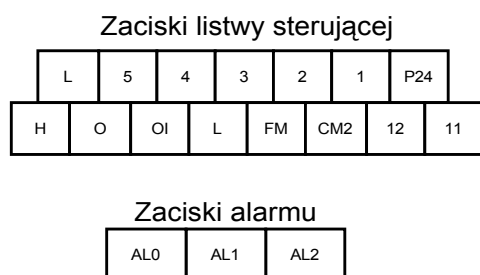 Zaciski listwy sterującej
L 5 4 3 2 1 P24
H O OI L FM CM2 12 11
Zaciski alarmu
AL0 AL1 AL2